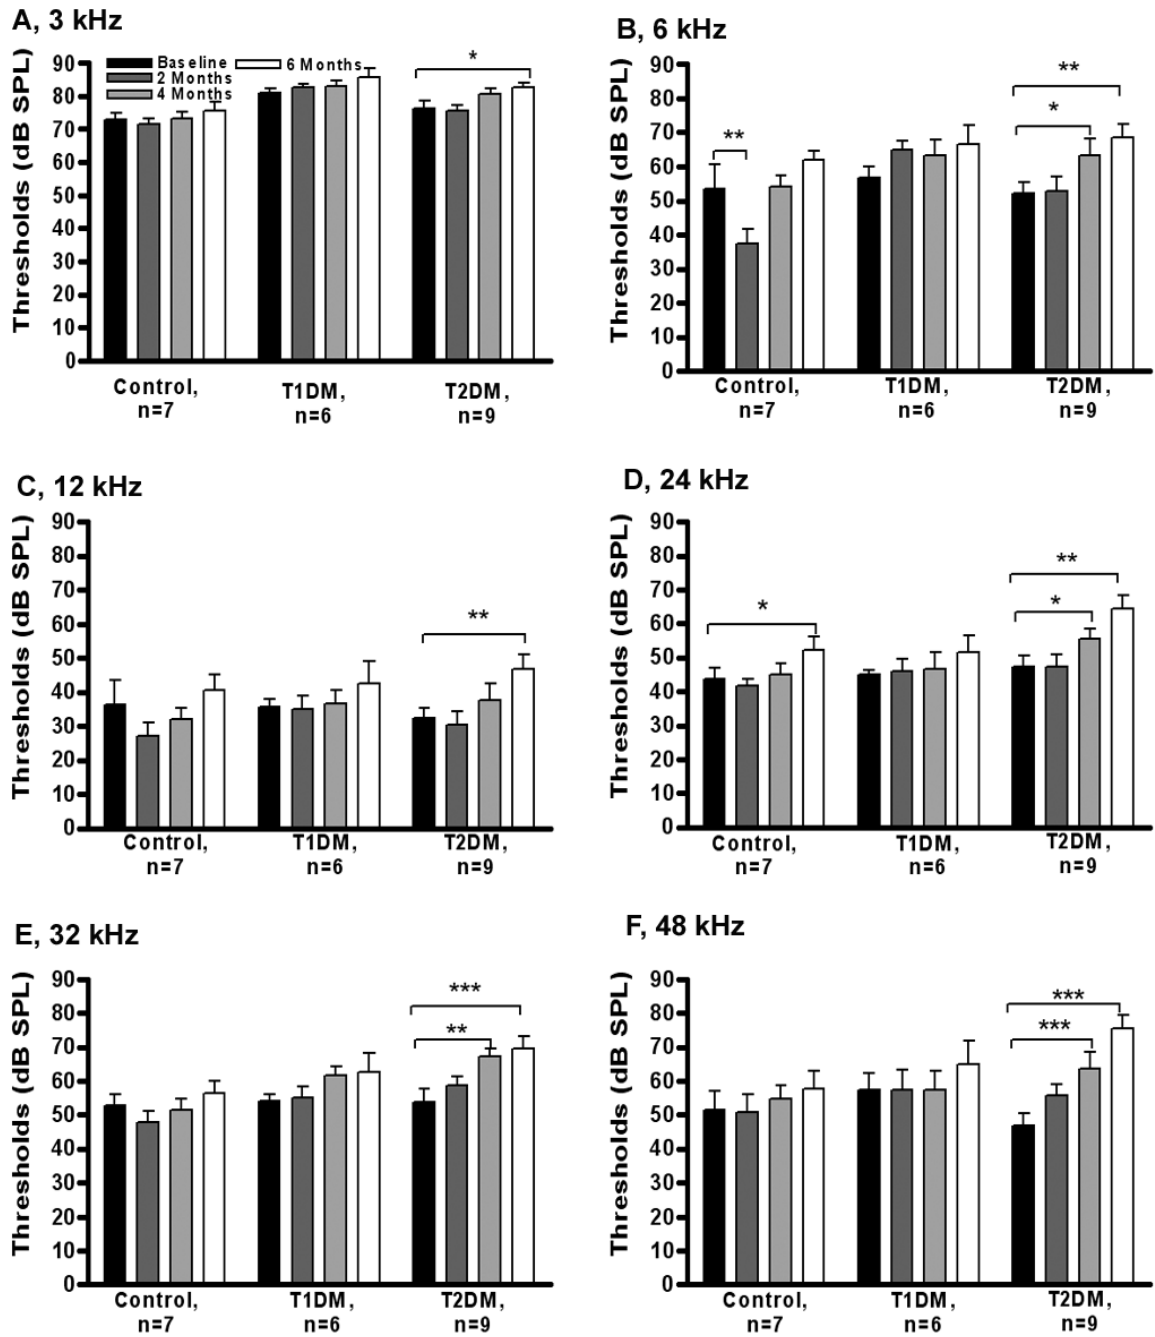 A, 3 kHz
Thresholds (dB SPL)
90
80
70
60
50
40
30
20
10
0
Baseline
6 Months
2 Months
4 Months
*
Control,
n=7
T1DM,
n=6
T2DM,
n=9
B, 6 kHz
Thresholds (dB SPL)
90
80
70
60
50
40
30
20
10
0
**
**
*
Control,
n=7
T1DM,
n=6
T2DM,
n=9
C, 12 kHz
Thresholds (dB SPL)
90
80
70
60
50
40
30
20
10
0
**
Control,
n=7
T1DM,
n=6
T2DM,
n=9
D, 24 kHz
Thresholds (dB SPL)
90
80
70
60
50
40
30
20
10
0
*
**
*
Control,
n=7
T1DM,
n=6
T2DM,
n=9
E, 32 kHz
Thresholds (dB SPL)
90
80
70
60
50
40
30
20
10
0
***
**
Control,
n=7
T1DM,
n=6
T2DM,
n=9
F, 48 kHz
Thresholds (dB SPL)
90
80
70
60
50
40
30
20
10
0
***
***
Control,
n=7
T1DM,
n=6
T2DM,
n=9